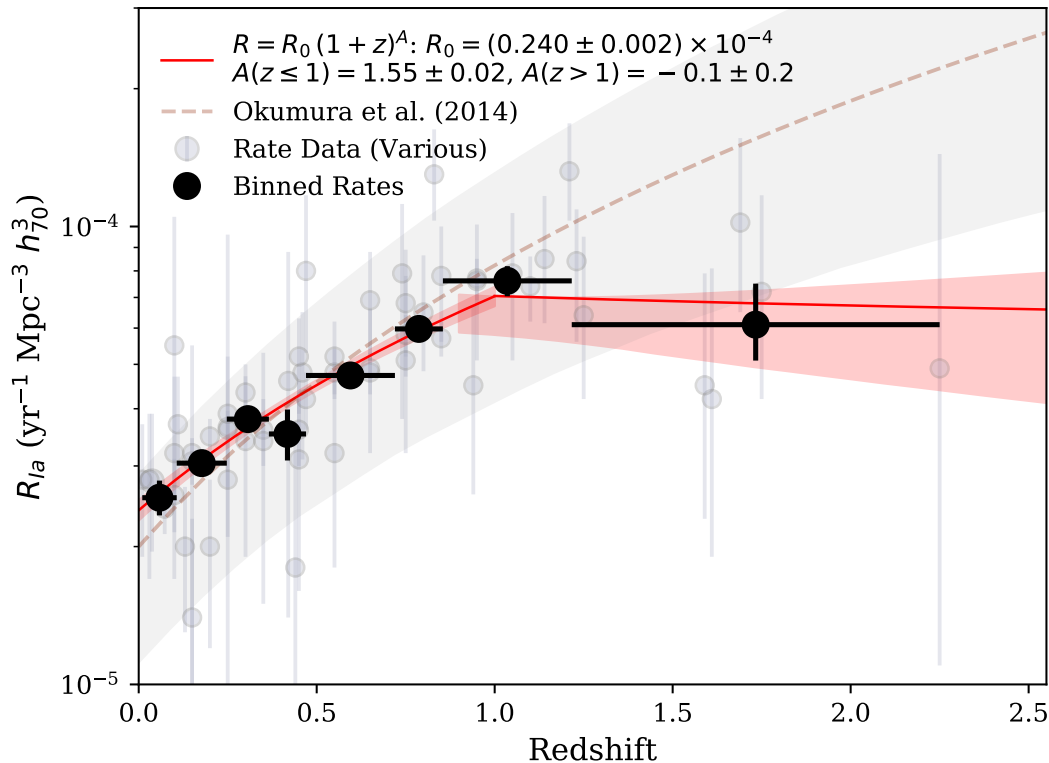 R = R₀ (1 + z)ᴬ: R₀ = (0.240 ± 0.002) × 10⁻⁴
A(z ≤ 1) = 1.55 ± 0.02, A(z > 1) = −0.1 ± 0.2
Okumura et al. (2014)
Rate Data (Various)
Binned Rates
R_Ia (yr⁻¹ Mpc⁻³ h³₇₀)
10⁻⁴
10⁻⁵
0.0 0.5 1.0 1.5 2.0 2.5
Redshift